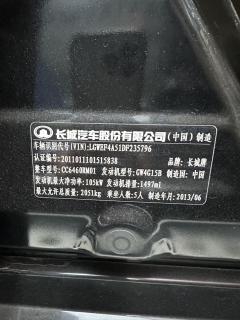 长城汽车股份有限公司(中国)制造
车辆识别代号(VIN):LGWEF4A51DF235796
认证编号:2011011101515838 品牌:长城牌
整车型号:CC6460RM01 发动机型号:GW4G15B 制造国:中国
发动机最大净功率:105kW 发动机排量:1497ml
最大允许总质量:2051kg 乘坐人数:5人 制造年月:2013/06